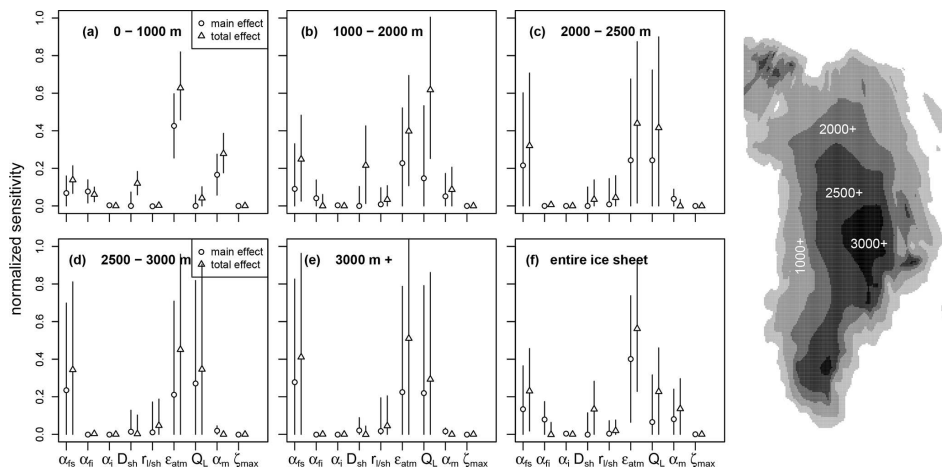 normalized sensitivity
1.0
0.8
0.6
0.4
0.2
0.0
(a) 0 − 1000 m
main effect
total effect
(b) 1000 − 2000 m
(c) 2000 − 2500 m
1.0
0.8
0.6
0.4
0.2
0.0
(d) 2500 − 3000 m
main effect
total effect
(e) 3000 m +
(f) entire ice sheet
αfs αfi αi Dsh rl/sh εatm QL αm ζmax
αfs αfi αi Dsh rl/sh εatm QL αm ζmax
αfs αfi αi Dsh rl/sh εatm QL αm ζmax
2000+
2500+
3000+
1000+